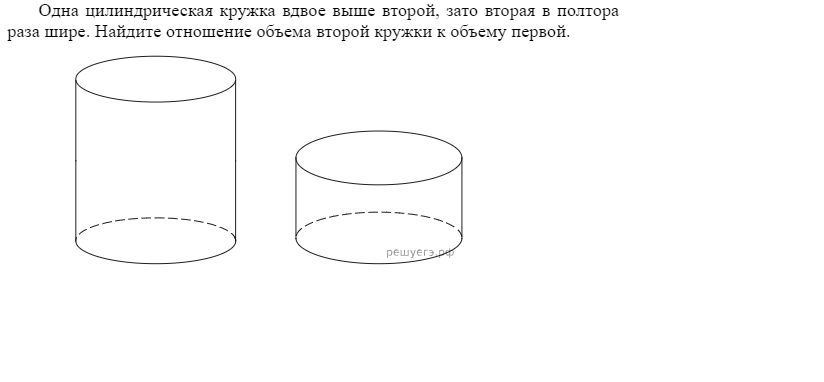 Одна цилиндрическая кружка вдвое выше второй, зато вторая в полтора
раза шире. Найдите отношение объема второй кружки к объему первой.
решуегэ.рф